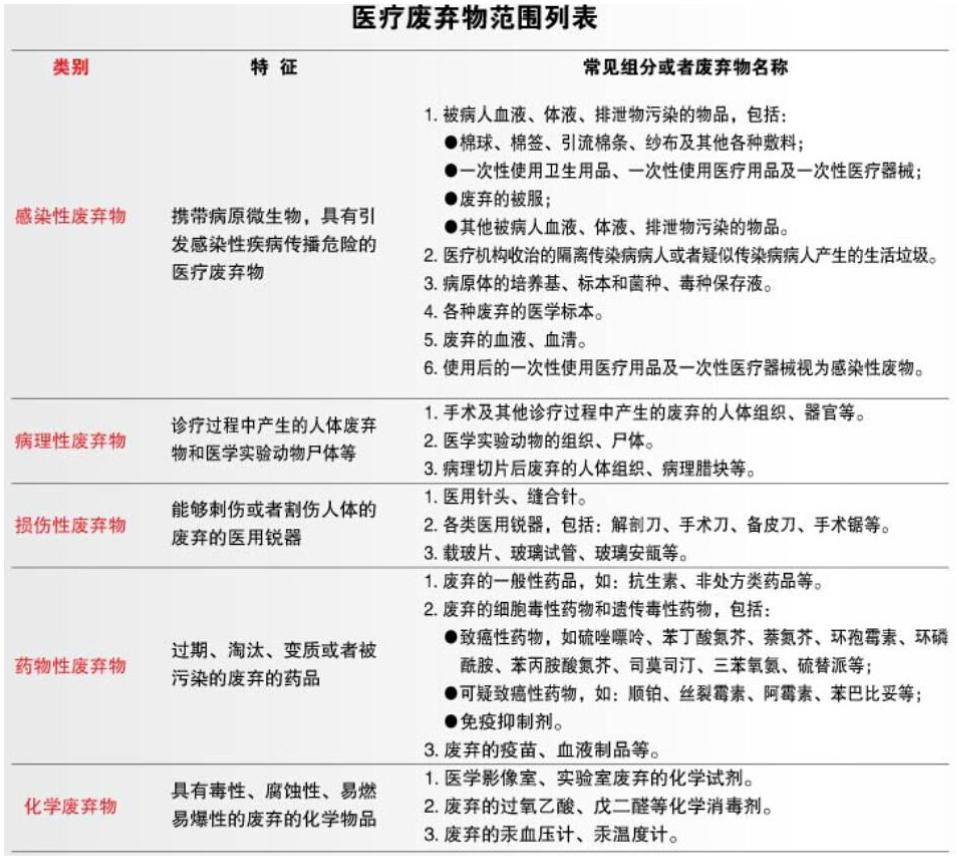 医疗废弃物范围列表
类别 特 征 常见组分或者废弃物名称
感染性废弃物
携带病原微生物，具有引
发感染性疾病传播危险的
医疗废弃物
1. 被病人血液、体液、排泄物污染的物品，包括：
●棉球、棉签、引流棉条、纱布及其他各种敷料；
●一次性使用卫生用品、一次性使用医疗用品及一次性医疗器械；
●废弃的被服；
●其他被病人血液、体液、排泄物污染的物品。
2. 医疗机构收治的隔离传染病病人或者疑似传染病病人产生的生活垃圾。
3. 病原体的培养基、标本和菌种、毒种保存液。
4. 各种废弃的医学标本。
5. 废弃的血液、血清。
6. 使用后的一次性使用医疗用品及一次性医疗器械视为感染性废物。
病理性废弃物
诊疗过程中产生的人体废弃
物和医学实验动物尸体等
1. 手术及其他诊疗过程中产生的废弃的人体组织、器官等。
2. 医学实验动物的组织、尸体。
3. 病理切片后废弃的人体组织、病理腊块等。
损伤性废弃物
能够刺伤或者割伤人体的
废弃的医用锐器
1. 医用针头、缝合针。
2. 各类医用锐器，包括：解剖刀、手术刀、备皮刀、手术锯等。
3. 载玻片、玻璃试管、玻璃安瓿等。
药物性废弃物
过期、淘汰、变质或者被
污染的废弃的药品
1. 废弃的一般性药品，如：抗生素、非处方类药品等。
2. 废弃的细胞毒性药物和遗传毒性药物，包括：
●致癌性药物，如硫唑嘌呤、苯丁酸氮芥、萘氮芥、环孢霉素、环磷
酰胺、苯丙胺酸氮芥、司莫司汀、三苯氧氨、硫替派等；
●可疑致癌性药物，如：顺铂、丝裂霉素、阿霉素、苯巴比妥等；
●免疫抑制剂。
3. 废弃的疫苗、血液制品等。
化学废弃物
具有毒性、腐蚀性、易燃
易爆性的废弃的化学物品
1. 医学影像室、实验室废弃的化学试剂。
2. 废弃的过氧乙酸、戊二醛等化学消毒剂。
3. 废弃的汞血压计、汞温度计。